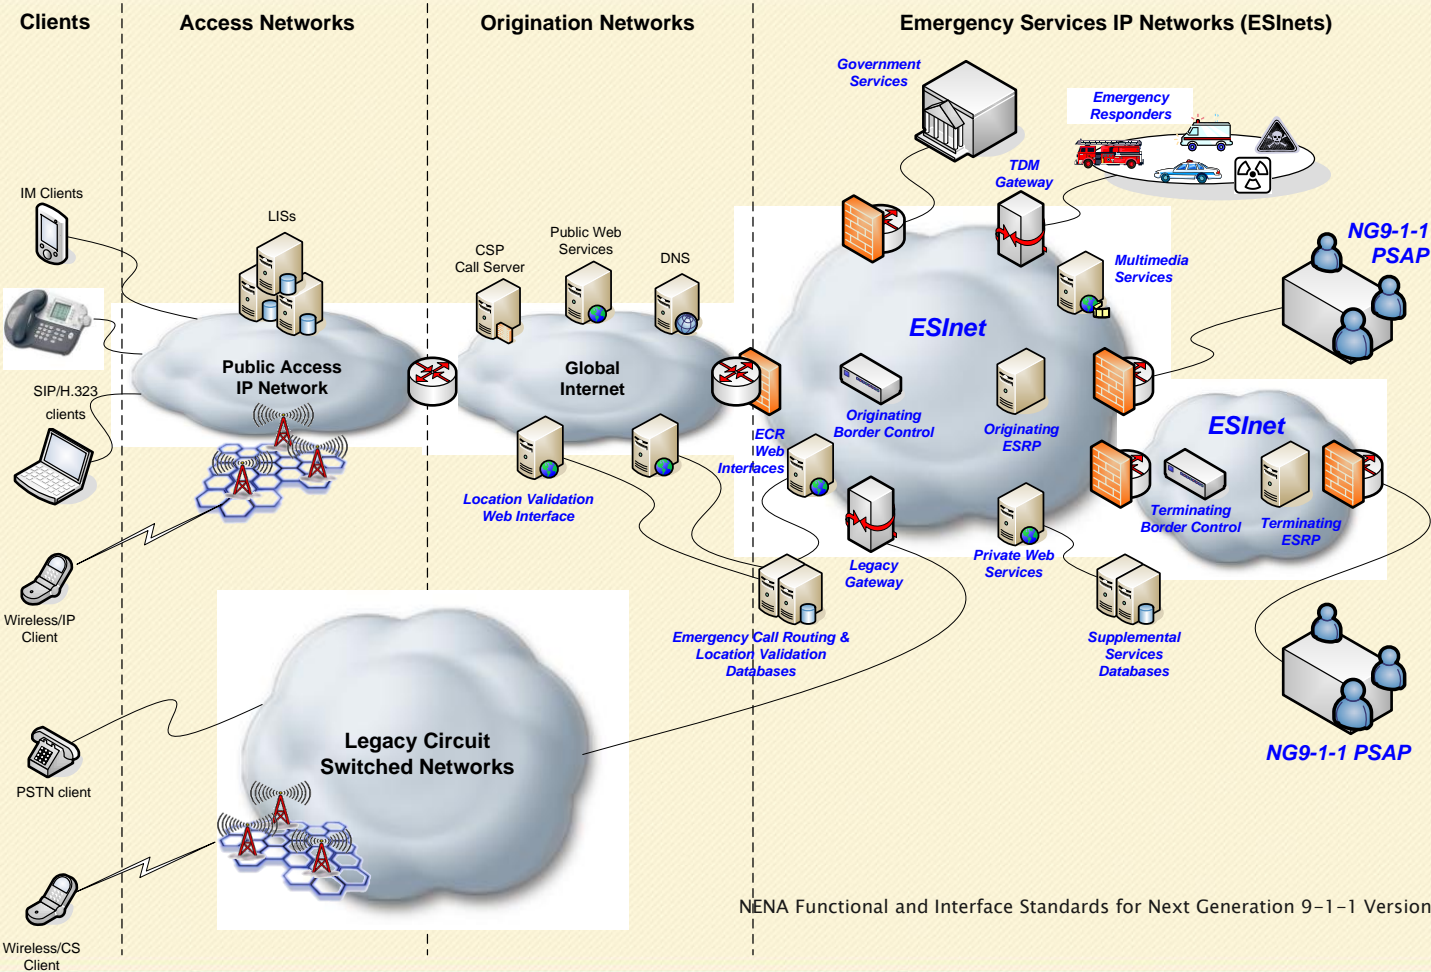 Clients
Access Networks
Origination Networks
Emergency Services IP Networks (ESInets)
Government
Services
Emergency
Responders
TDM
Gateway
IM Clients
LISs
CSP
Call Server
Public Web
Services
DNS
Multimedia
Services
NG9-1-1
PSAP
ESInet
Public Access
IP Network
Global
Internet
SIP/H.323
clients
Originating
Border Control
Originating
ESRP
ECR
Web
Interfaces
ESInet
Location Validation
Web Interface
Terminating
Border Control
Terminating
ESRP
Legacy
Gateway
Private Web
Services
Wireless/IP
Client
Emergency Call Routing &
Location Validation
Databases
Supplemental
Services
Databases
Legacy Circuit
Switched Networks
PSTN client
NG9-1-1 PSAP
NENA Functional and Interface Standards for Next Generation 9-1-1 Version
Wireless/CS
Client